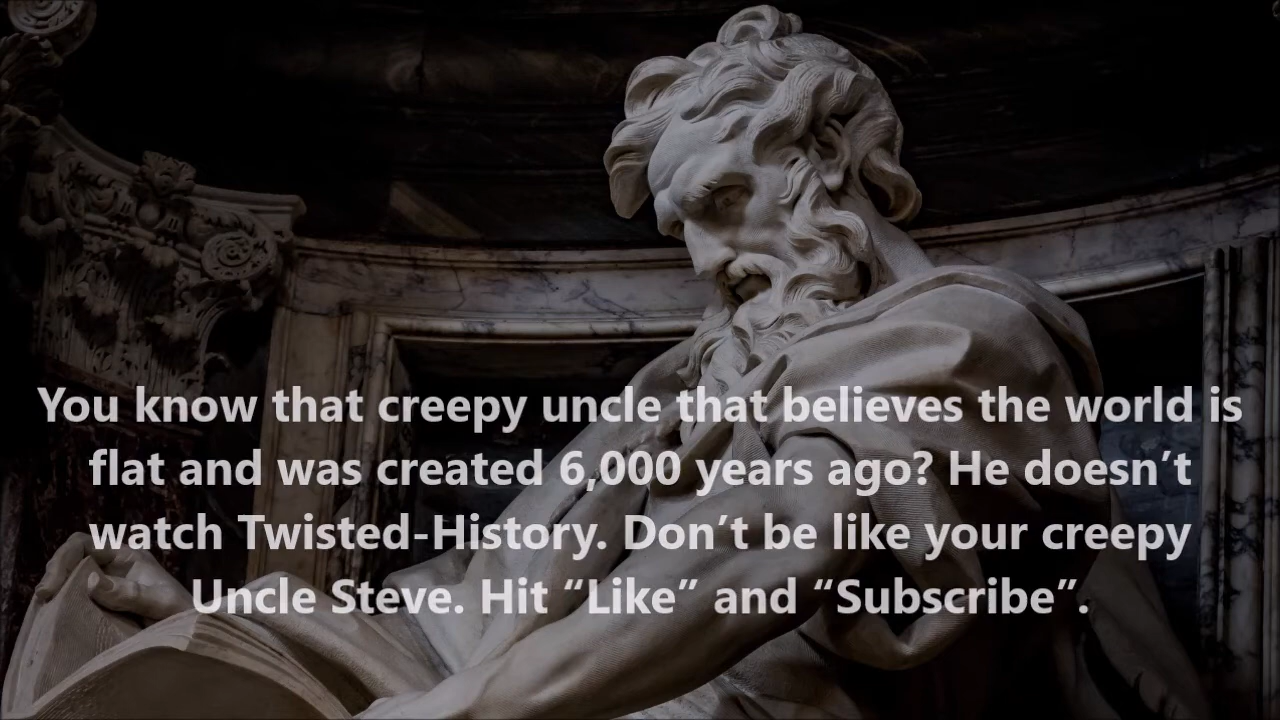 You know that creepy uncle that believes the world is
flat and was created 6,000 years ago? He doesn’t
watch Twisted-History. Don’t be like your creepy
Uncle Steve. Hit “Like” and “Subscribe”.